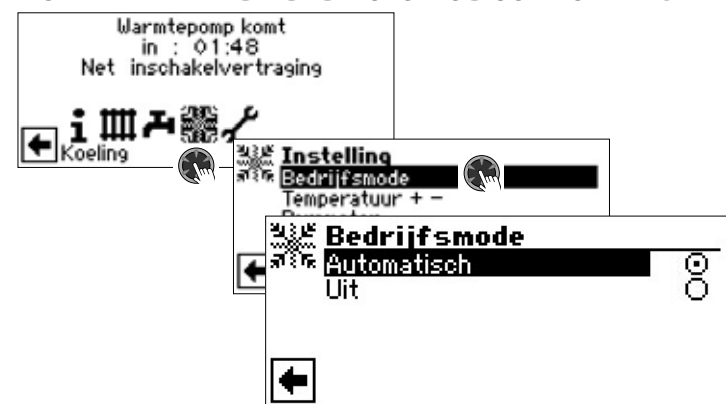 Warmtepomp komt
in : 01:48
Net inschakelvertraging
Koeling
Instelling
Bedrijfsmode
Temperatuur + -
Bedrijfsmode
Automatisch
Uit